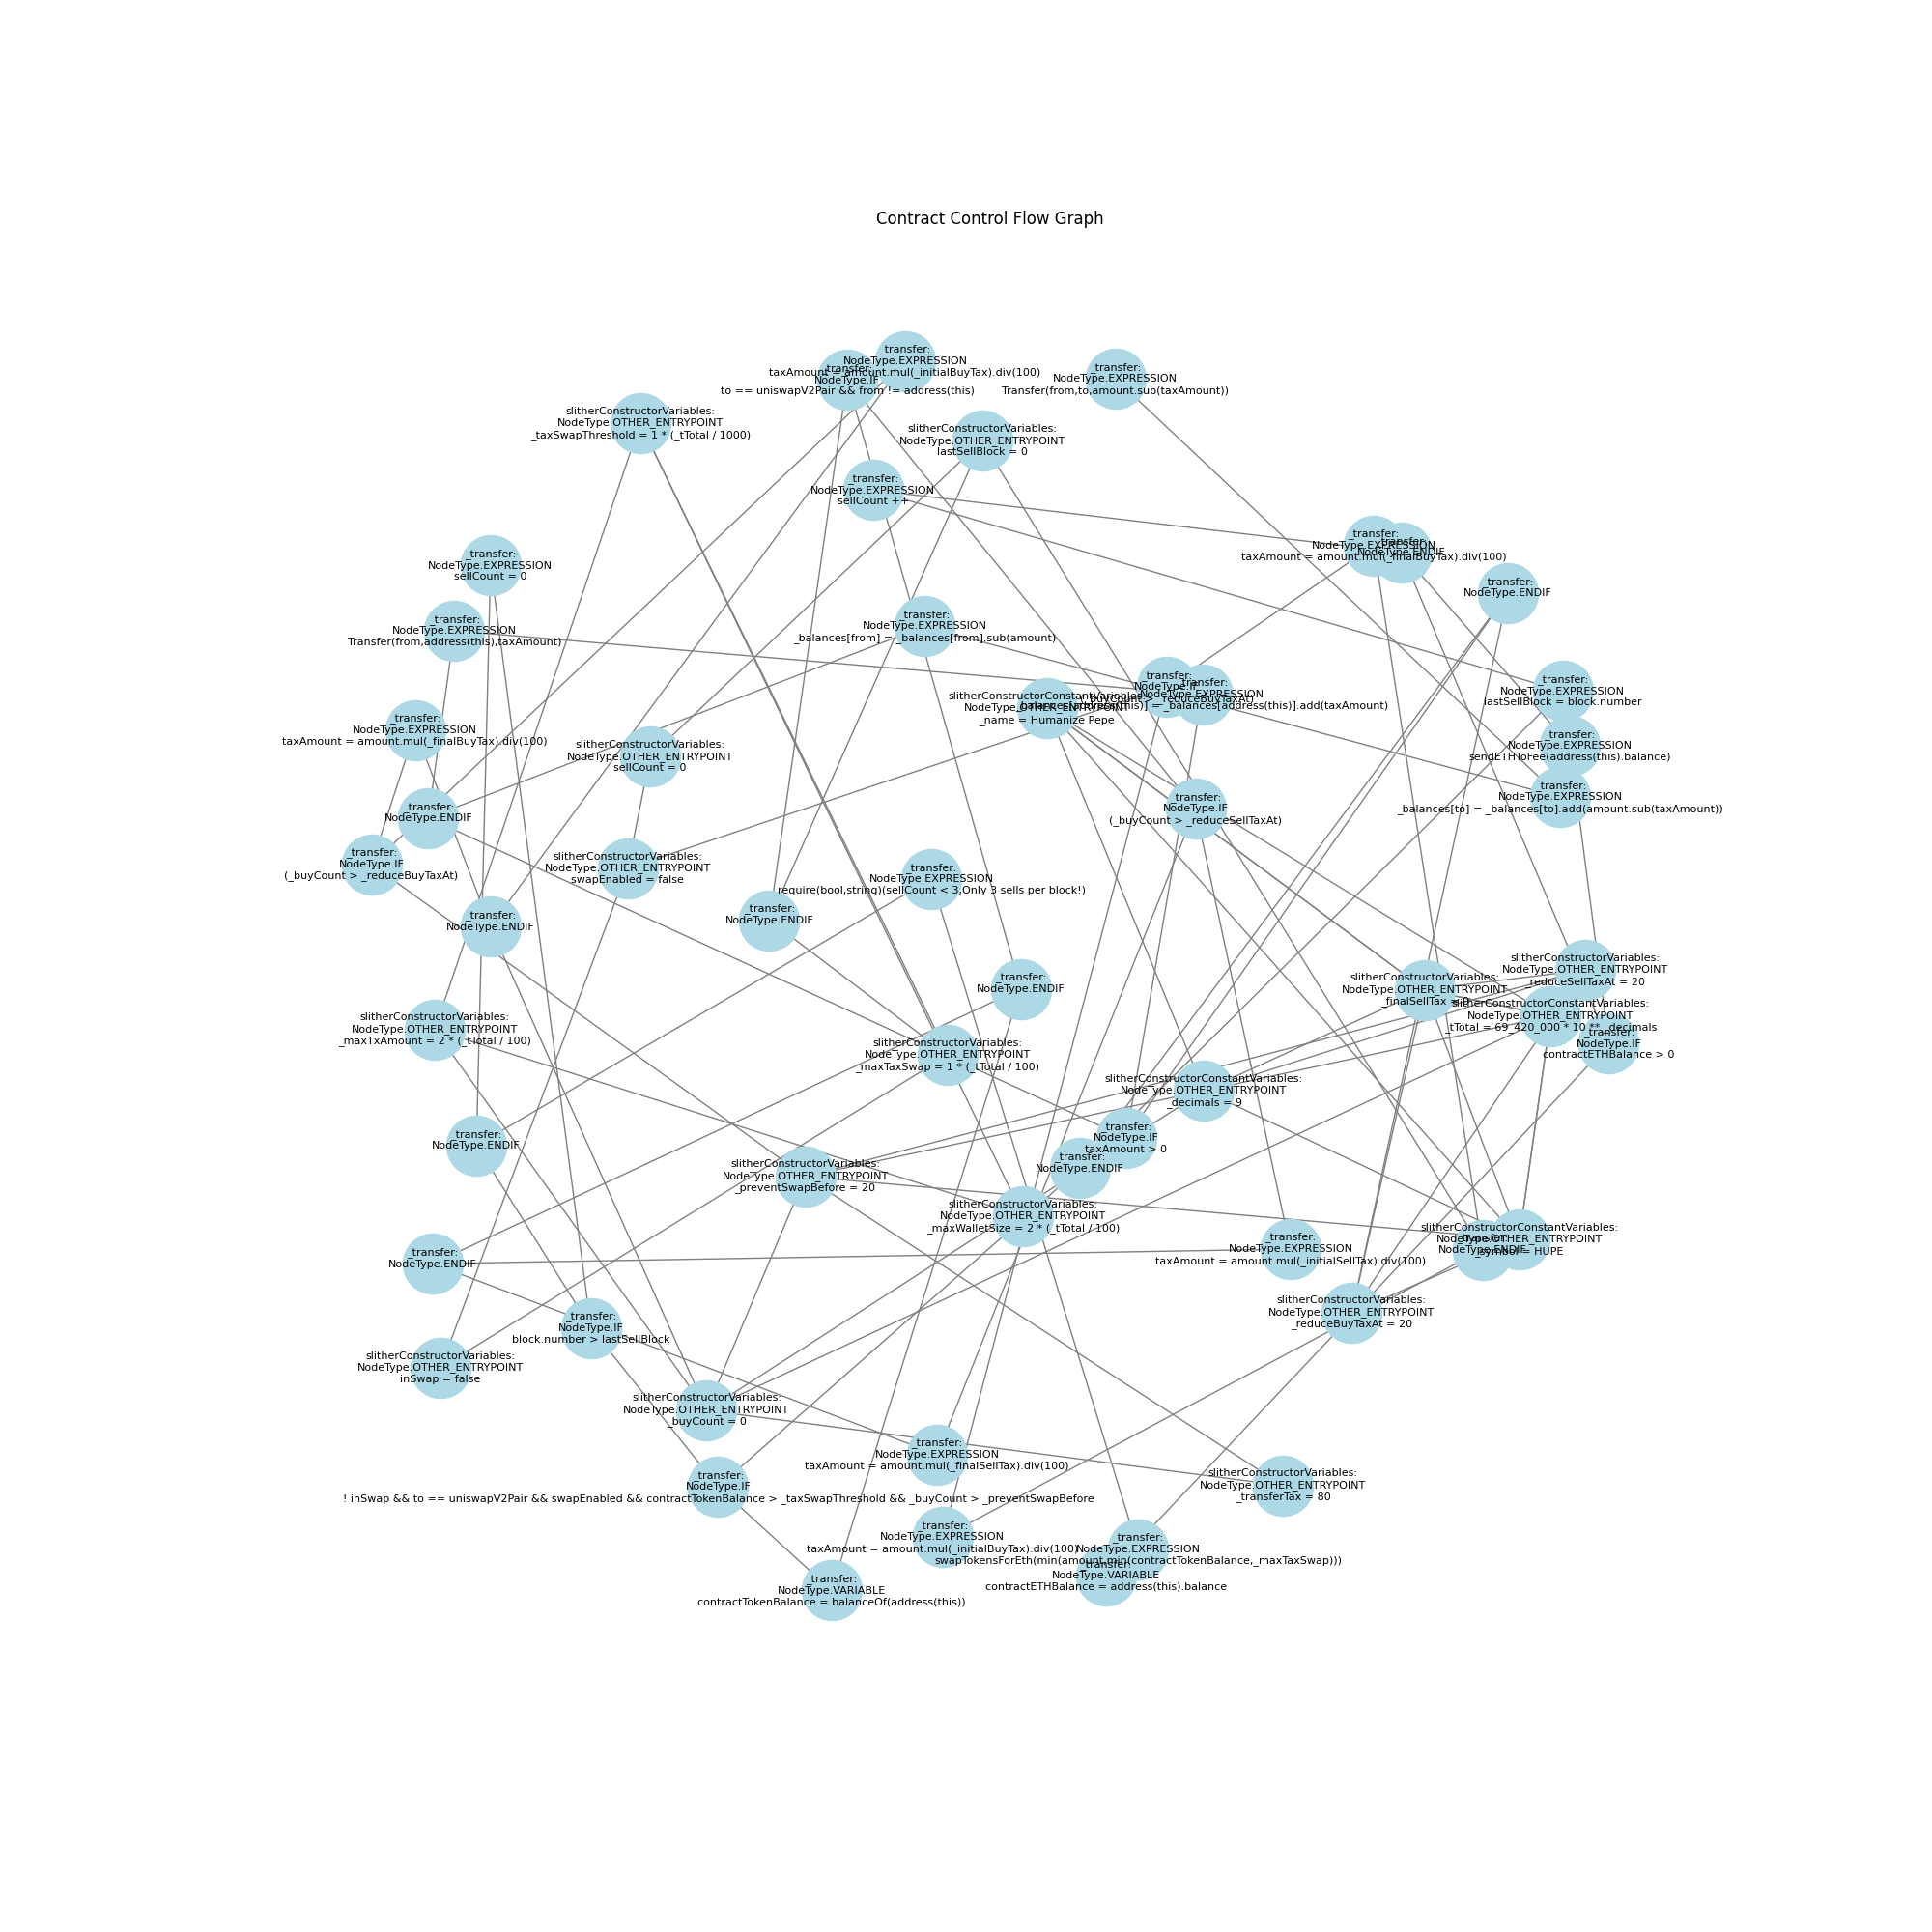 Contract Control Flow Graph
_transfer:
NodeType.EXPRESSION
taxAmount = amount.mul(_initialBuyTax).div(100)
_transfer:
NodeType.IF
to == uniswapV2Pair && from != address(this)
_transfer:
NodeType.EXPRESSION
Transfer(from,to,amount.sub(taxAmount))
slitherConstructorVariables:
NodeType.OTHER_ENTRYPOINT
_taxSwapThreshold = 1 * (_tTotal / 1000)
slitherConstructorVariables:
NodeType.OTHER_ENTRYPOINT
lastSellBlock = 0
_transfer:
NodeType.EXPRESSION
sellCount ++
_transfer:
NodeType.EXPRESSION
taxAmount = amount.mul(_finalBuyTax).div(100)
_transfer:
NodeType.ENDIF
_transfer:
NodeType.EXPRESSION
sellCount = 0
_transfer:
NodeType.ENDIF
_transfer:
NodeType.EXPRESSION
Transfer(from,address(this),taxAmount)
_transfer:
NodeType.EXPRESSION
_balances[from] = _balances[from].sub(amount)
_transfer:
NodeType.IF
(_buyCount > _reduceBuyTaxAt)
_transfer:
NodeType.EXPRESSION
_balances[address(this)] = _balances[address(this)].add(taxAmount)
slitherConstructorConstantVariables:
NodeType.OTHER_ENTRYPOINT
_name = Humanize Pepe
_transfer:
NodeType.EXPRESSION
lastSellBlock = block.number
_transfer:
NodeType.EXPRESSION
taxAmount = amount.mul(_finalBuyTax).div(100)
slitherConstructorVariables:
NodeType.OTHER_ENTRYPOINT
sellCount = 0
_transfer:
NodeType.EXPRESSION
sendETHToFee(address(this).balance)
_transfer:
NodeType.EXPRESSION
_balances[to] = _balances[to].add(amount.sub(taxAmount))
_transfer:
NodeType.ENDIF
_transfer:
NodeType.IF
(_buyCount > _reduceSellTaxAt)
_transfer:
NodeType.IF
(_buyCount > _reduceBuyTaxAt)
slitherConstructorVariables:
NodeType.OTHER_ENTRYPOINT
swapEnabled = false
_transfer:
NodeType.EXPRESSION
require(bool,string)(sellCount < 3,Only 3 sells per block!)
_transfer:
NodeType.ENDIF
_transfer:
NodeType.ENDIF
slitherConstructorVariables:
NodeType.OTHER_ENTRYPOINT
_reduceSellTaxAt = 20
_transfer:
NodeType.ENDIF
slitherConstructorVariables:
NodeType.OTHER_ENTRYPOINT
_finalSellTax = 0
slitherConstructorConstantVariables:
NodeType.OTHER_ENTRYPOINT
_tTotal = 69_420_000 * 10 ** _decimals
slitherConstructorVariables:
NodeType.OTHER_ENTRYPOINT
_maxTxAmount = 2 * (_tTotal / 100)
_transfer:
NodeType.IF
contractETHBalance > 0
slitherConstructorVariables:
NodeType.OTHER_ENTRYPOINT
_maxTaxSwap = 1 * (_tTotal / 100)
slitherConstructorConstantVariables:
NodeType.OTHER_ENTRYPOINT
_decimals = 9
_transfer:
NodeType.IF
taxAmount > 0
_transfer:
NodeType.ENDIF
_transfer:
NodeType.ENDIF
slitherConstructorVariables:
NodeType.OTHER_ENTRYPOINT
_preventSwapBefore = 20
slitherConstructorVariables:
NodeType.OTHER_ENTRYPOINT
_maxWalletSize = 2 * (_tTotal / 100)
slitherConstructorConstantVariables:
NodeType.OTHER_ENTRYPOINT
_symbol = HUPE
_transfer:
NodeType.ENDIF
_transfer:
NodeType.EXPRESSION
taxAmount = amount.mul(_initialSellTax).div(100)
_transfer:
NodeType.ENDIF
slitherConstructorVariables:
NodeType.OTHER_ENTRYPOINT
_reduceBuyTaxAt = 20
_transfer:
NodeType.IF
block.number > lastSellBlock
slitherConstructorVariables:
NodeType.OTHER_ENTRYPOINT
inSwap = false
slitherConstructorVariables:
NodeType.OTHER_ENTRYPOINT
_buyCount = 0
_transfer:
NodeType.EXPRESSION
taxAmount = amount.mul(_finalSellTax).div(100)
_transfer:
NodeType.IF
! inSwap && to == uniswapV2Pair && swapEnabled && contractTokenBalance > _taxSwapThreshold && _buyCount > _preventSwapBefore
slitherConstructorVariables:
NodeType.OTHER_ENTRYPOINT
_transferTax = 80
_transfer:
NodeType.EXPRESSION
taxAmount = amount.mul(_initialBuyTax).div(100)
_transfer:
NodeType.EXPRESSION
swapTokensForEth(min(amount,min(contractTokenBalance,_maxTaxSwap)))
_transfer:
NodeType.VARIABLE
contractETHBalance = address(this).balance
_transfer:
NodeType.VARIABLE
contractTokenBalance = balanceOf(address(this))